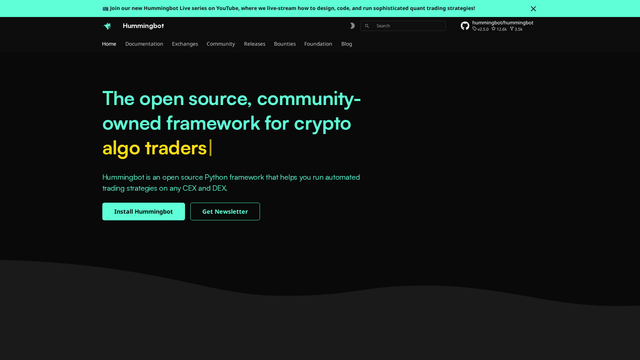 Join our new Hummingbot Live series on YouTube, where we live-stream how to design, code, and run sophisticated quant trading strategies!
Hummingbot
Search
hummingbot/hummingbot
v2.5.0 12.6k 3.5k
Home Documentation Exchanges Community Releases Bounties Foundation Blog
The open source, community-
owned framework for crypto
algo traders
Hummingbot is an open source Python framework that helps you run automated
trading strategies on any CEX and DEX.
Install Hummingbot Get Newsletter